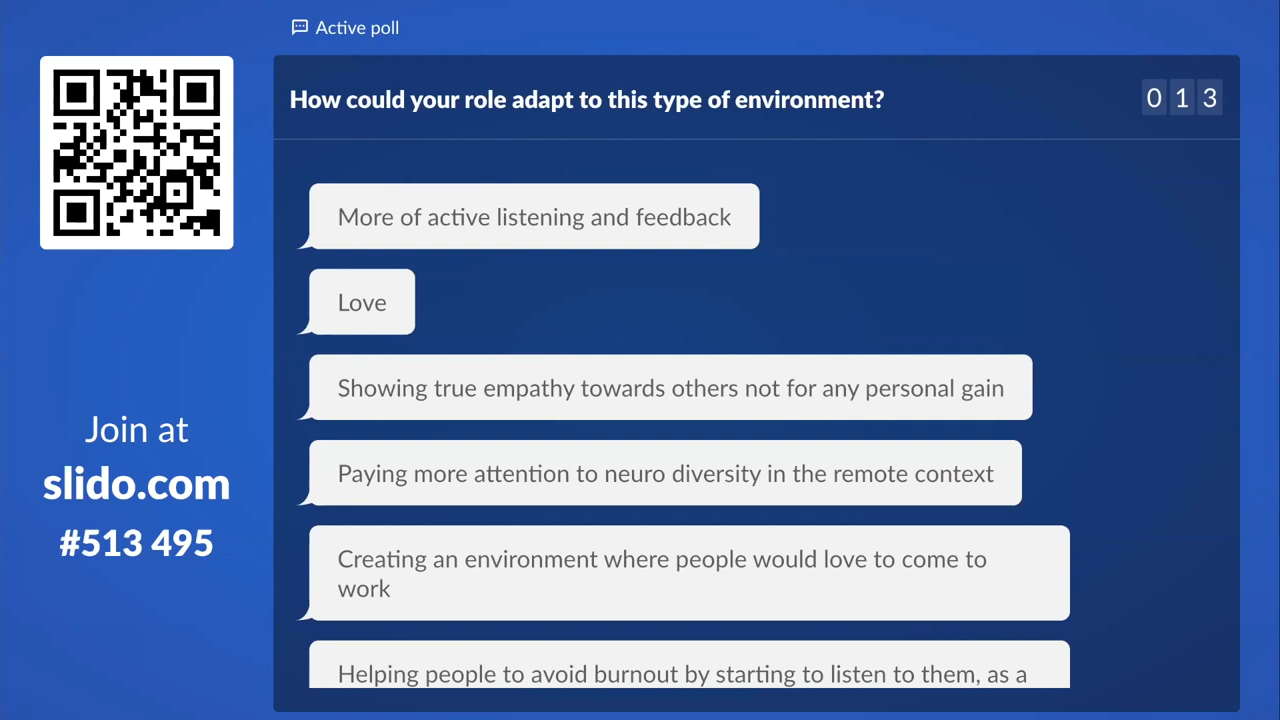 Active poll
How could your role adapt to this type of environment?
013
More of active listening and feedback
Love
Showing true empathy towards others not for any personal gain
Paying more attention to neuro diversity in the remote context
Creating an environment where people would love to come to
work
Helping people to avoid burnout by starting to listen to them, as a
Join at
slido.com
#513 495